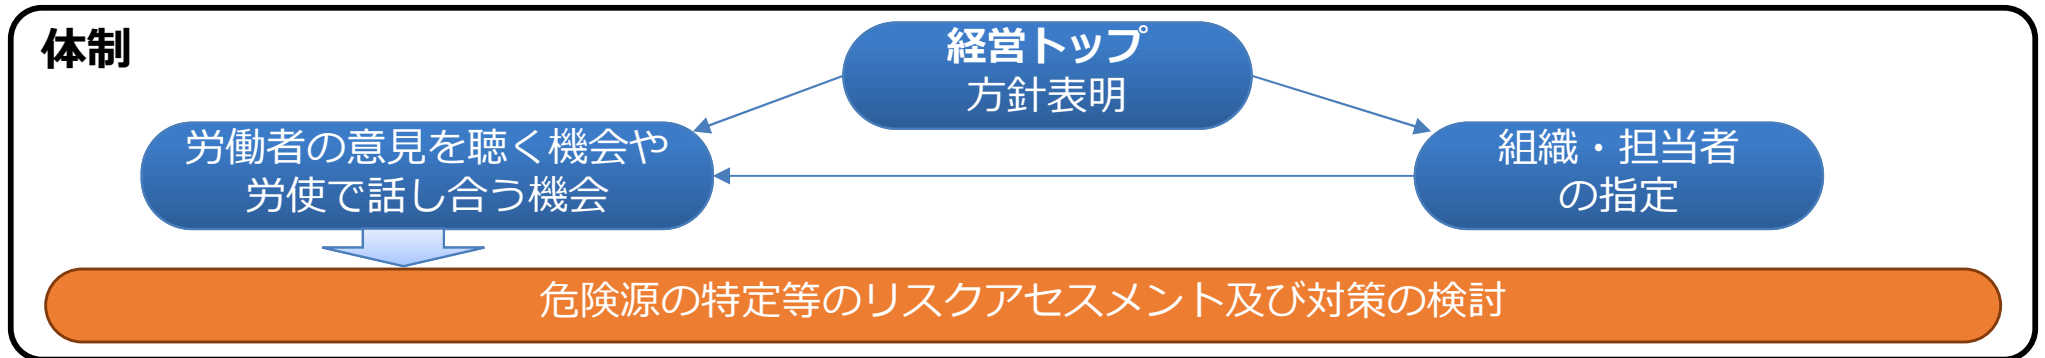 体制
経営トップ
方針表明
労働者の意見を聴く機会や
労使で話し合う機会
組織・担当者
の指定
危険源の特定等のリスクアセスメント及び対策の検討